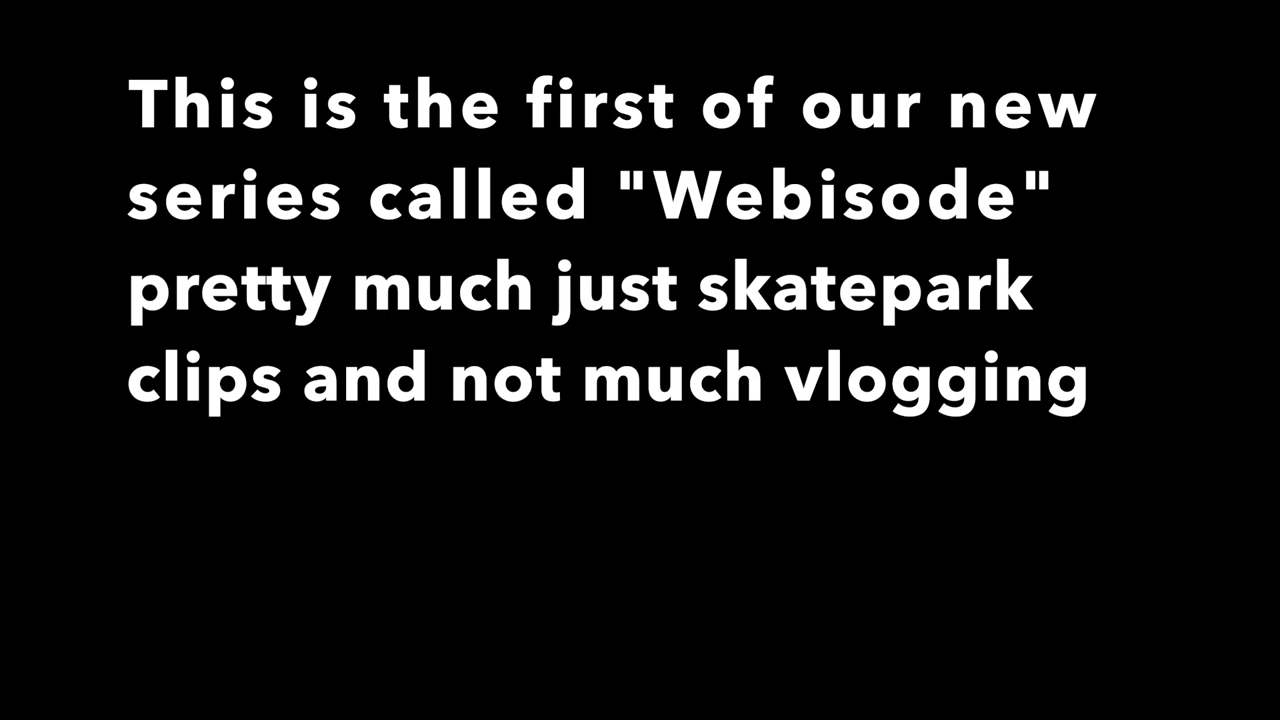 This is the first of our new
series called "Webisode"
pretty much just skatepark
clips and not much vlogging